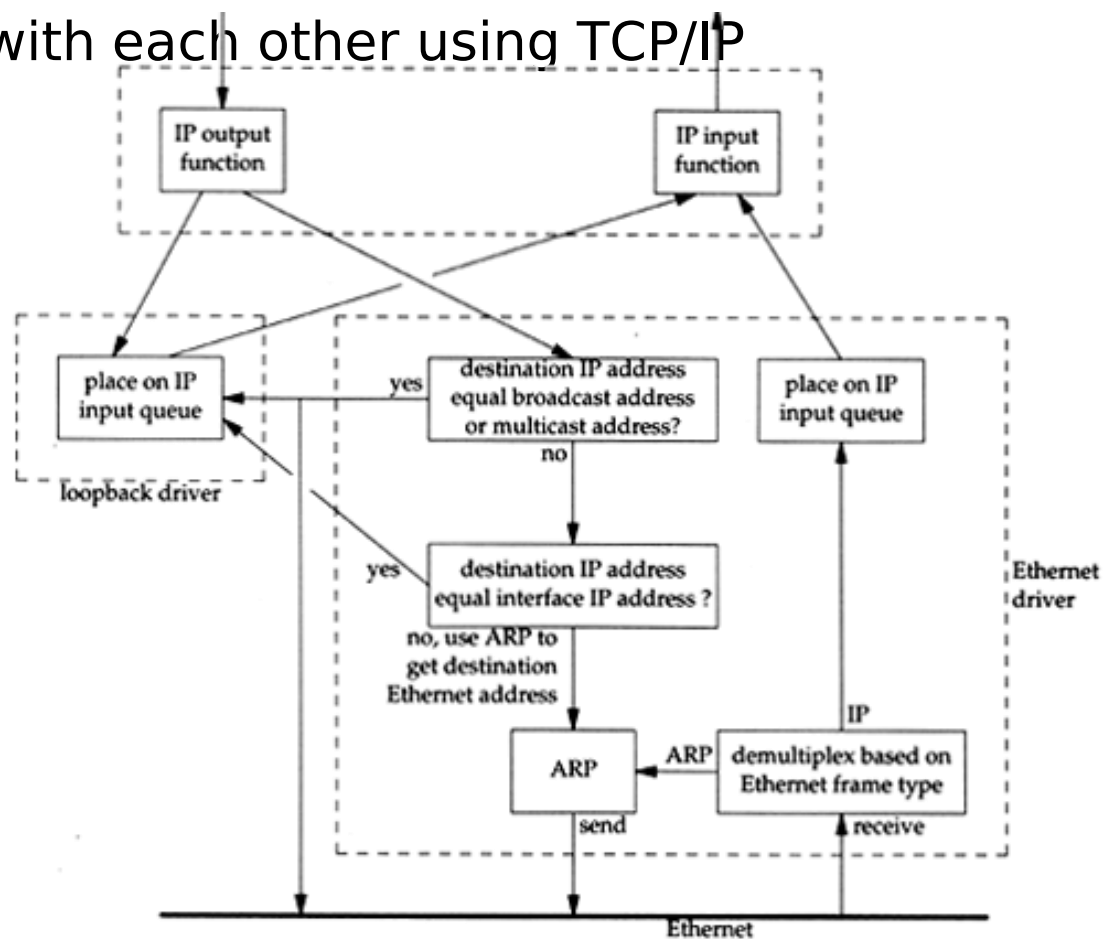 with each other using TCP/IP
IP output
function
IP input
function
place on IP
input queue
loopback driver
yes
destination IP address
equal broadcast address
or multicast address?
no
place on IP
input queue
yes
destination IP address
equal interface IP address ?
no, use ARP to
get destination
Ethernet address
Ethernet
driver
ARP
send
ARP
IP
demultiplex based on
Ethernet frame type
receive
Ethernet